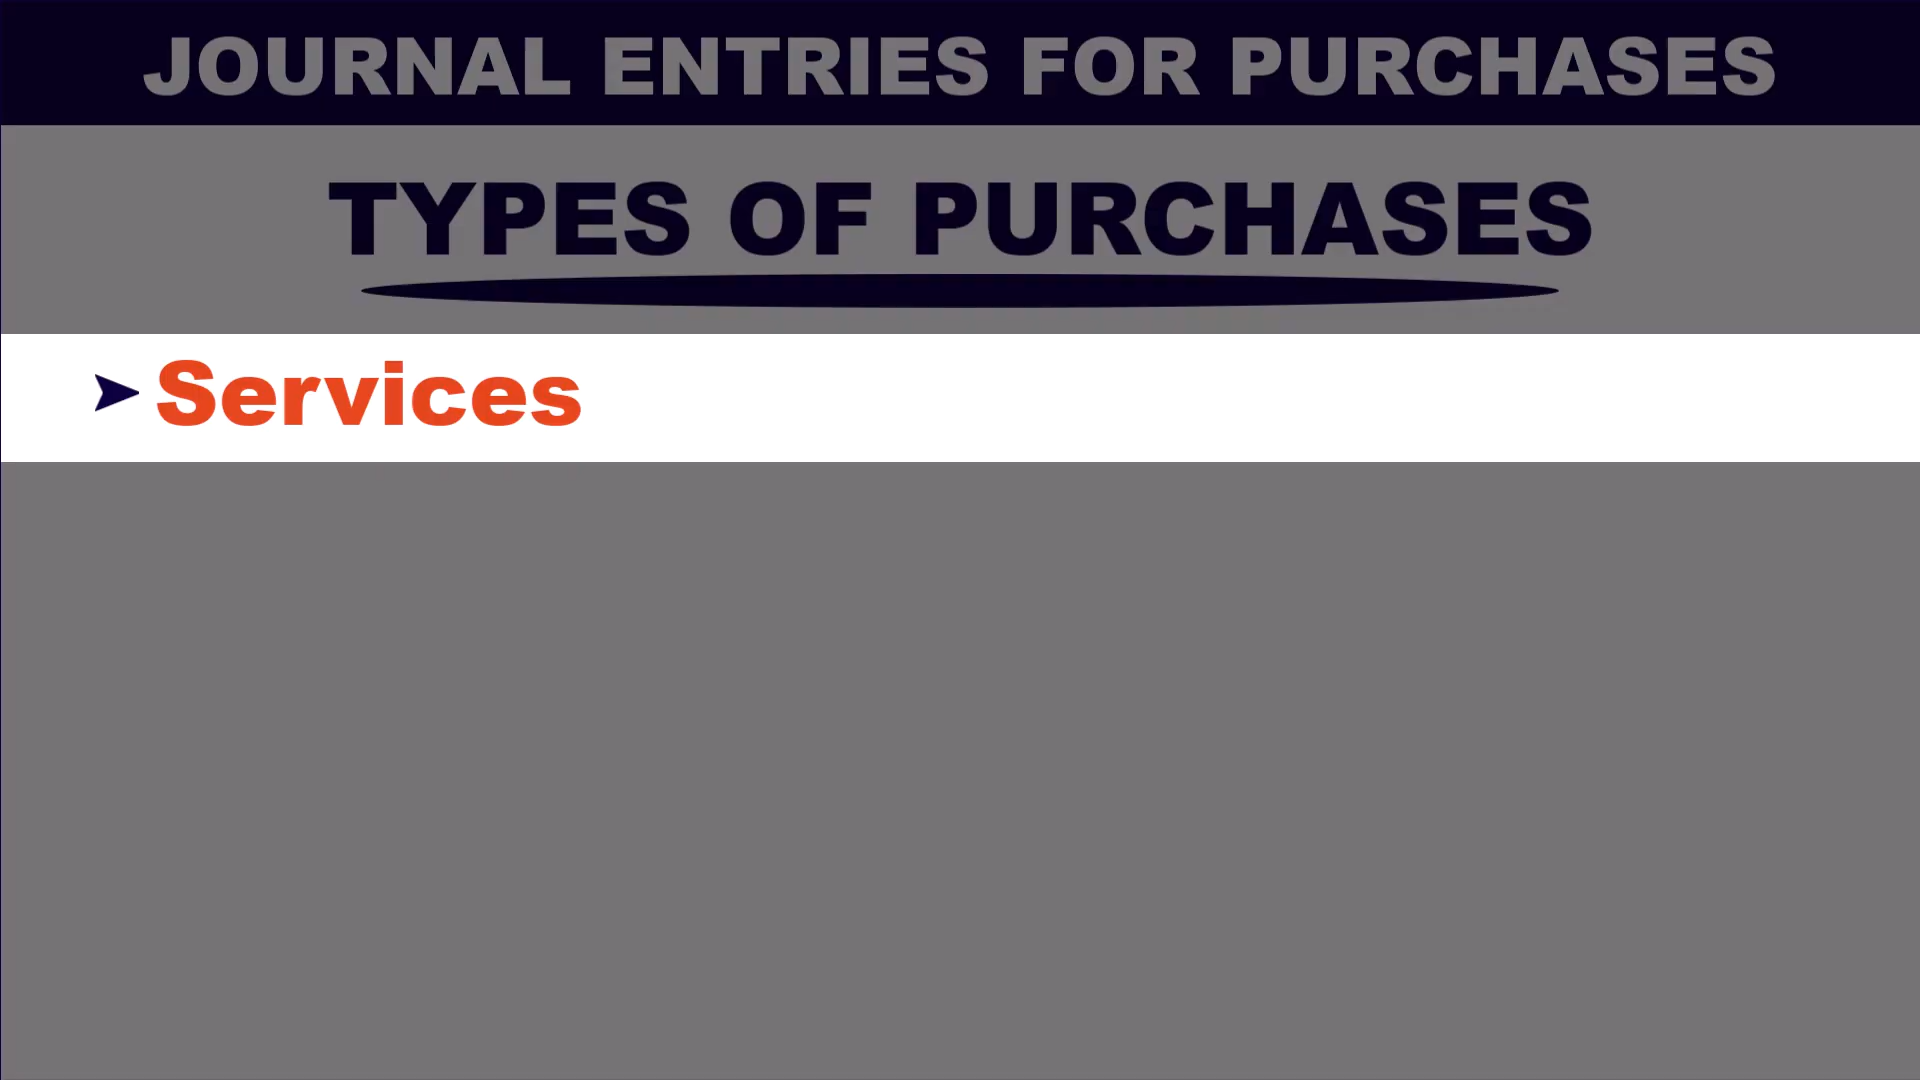 JOURNAL ENTRIES FOR PURCHASES
TYPES OF PURCHASES
➤ Services